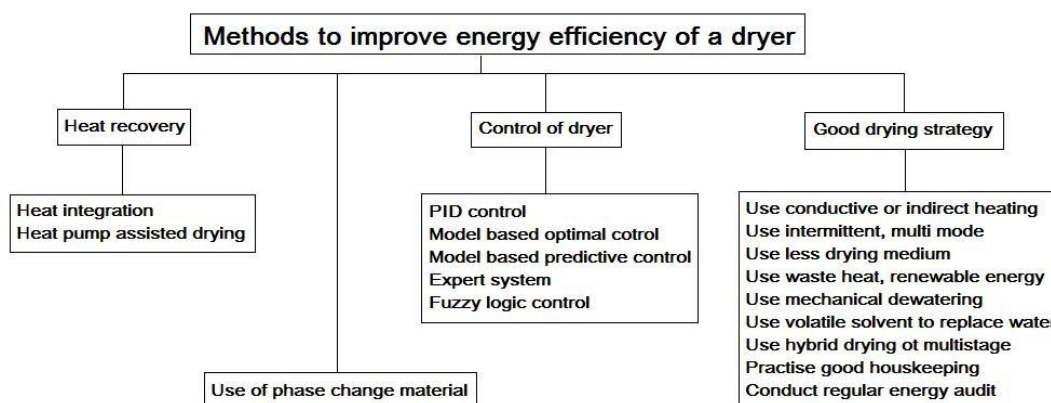 Methods to improve energy efficiency of a dryer
Heat recovery
Control of dryer
Good drying strategy
Heat integration
Heat pump assisted drying
PID control
Model based optimal cotrol
Model based predictive control
Expert system
Fuzzy logic control
Use conductive or indirect heating
Use intermittent, multi mode
Use less drying medium
Use waste heat, renewable energy
Use mechanical dewatering
Use volatile solvent to replace water
Use hybrid drying ot multistage
Practise good houskeeping
Conduct regular energy audit
Use of phase change material